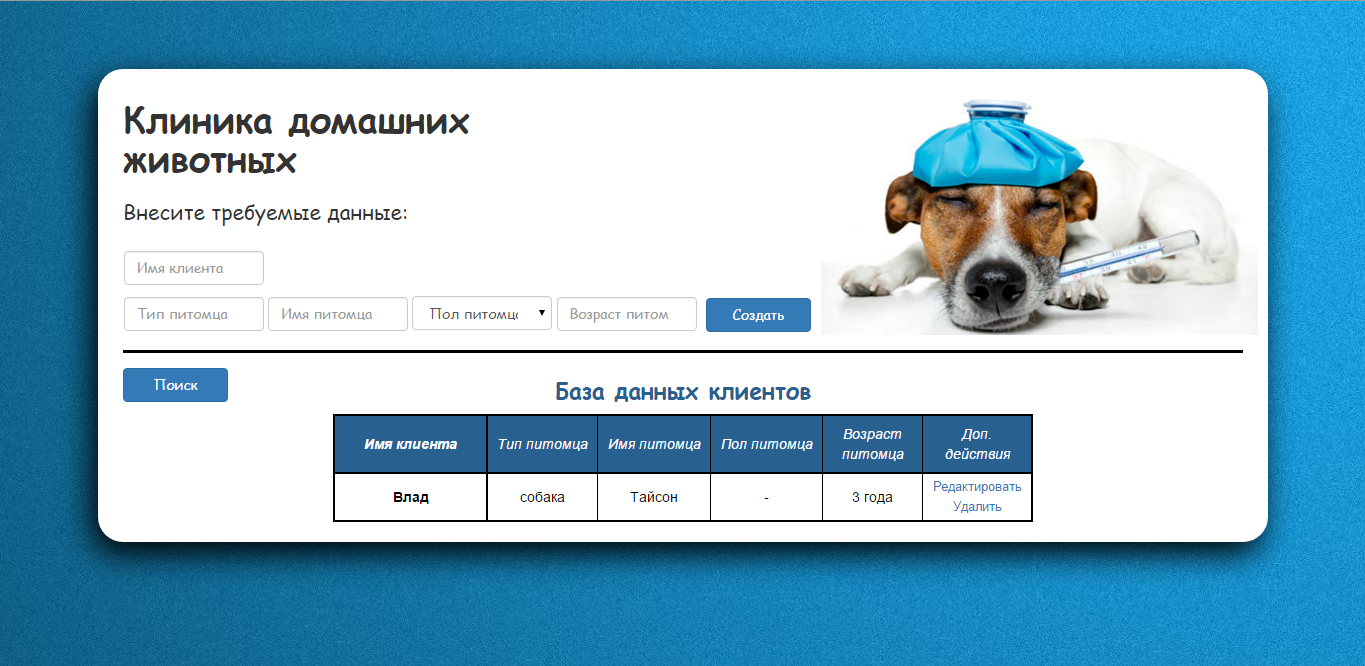 Клиника домашних
животных
Внесите требуемые данные:
Имя клиента
Тип питомца Имя питомца Пол питомц Возраст питом Создать
Поиск
База данных клиентов
Имя клиента Тип питомца Имя питомца Пол питомца Возраст питомца Доп. действия
Влад собака Тайсон - 3 года Редактировать
Удалить